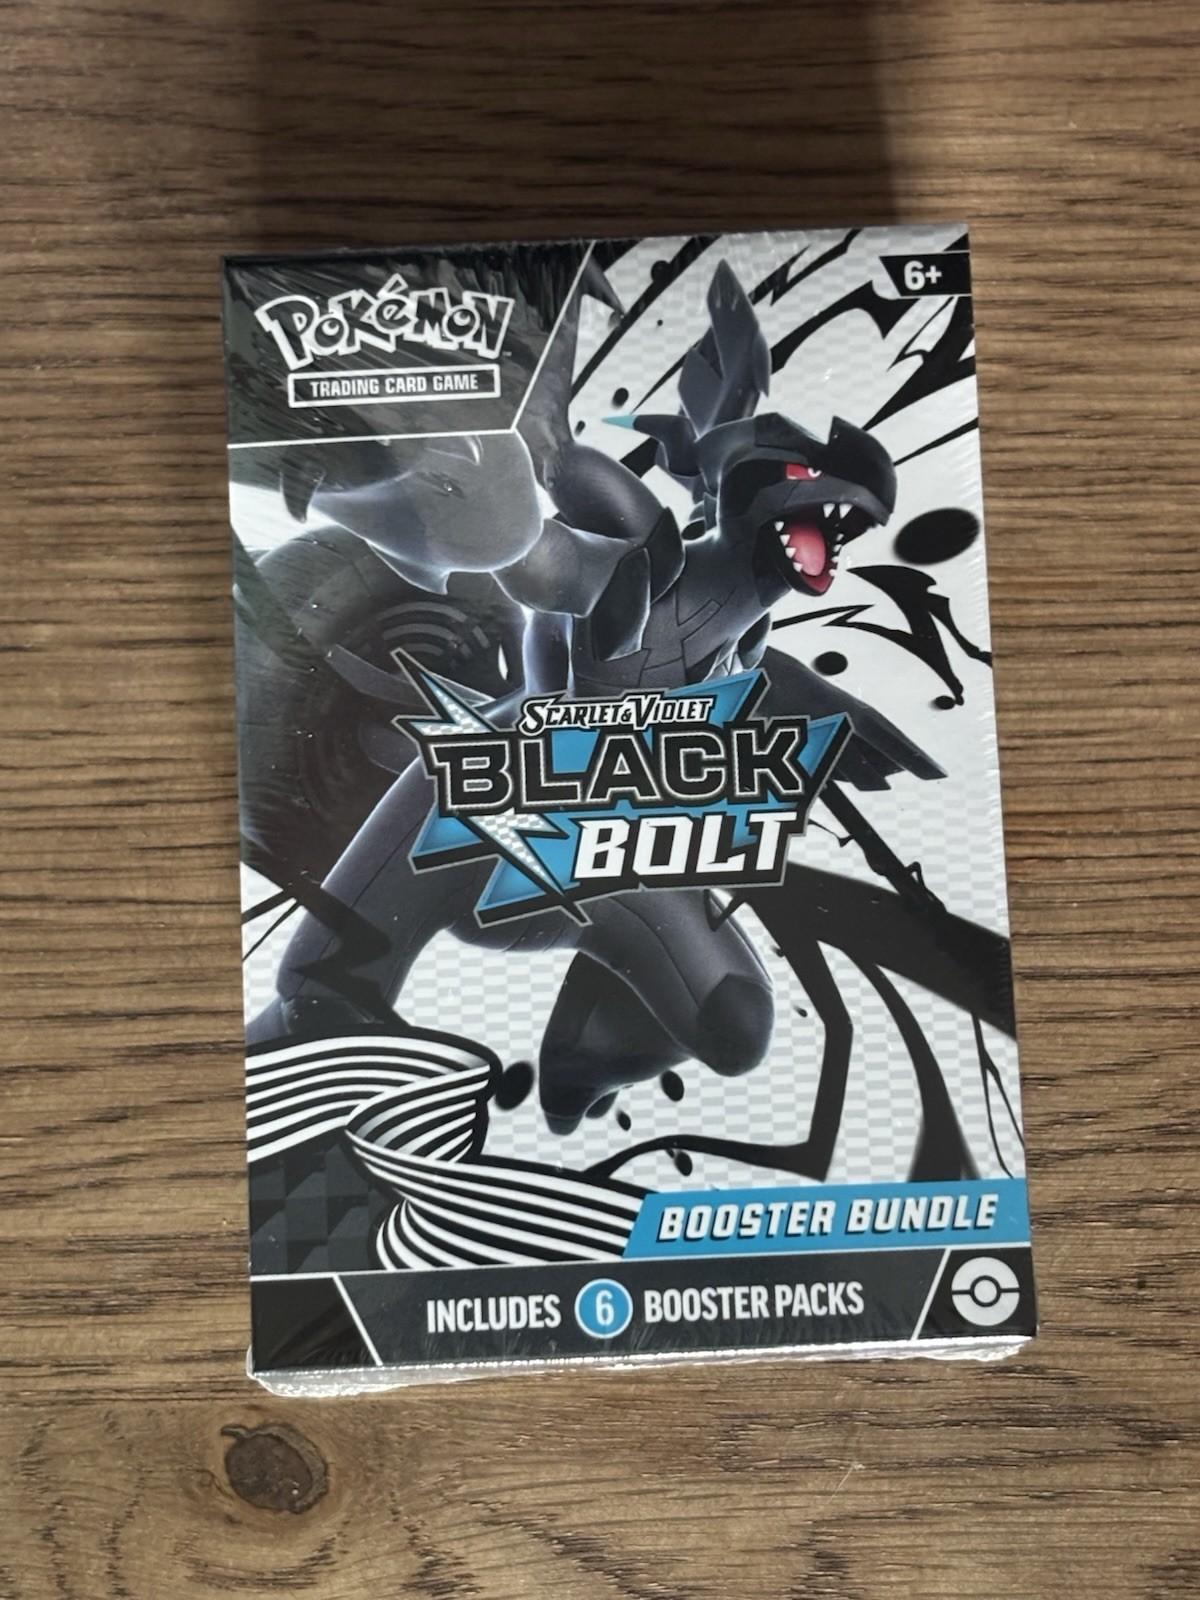 POKéMON
TRADING CARD GAME
6+
SCARLET & VIOLET
BLACK
BOLT
BOOSTER BUNDLE
INCLUDES 6 BOOSTER PACKS